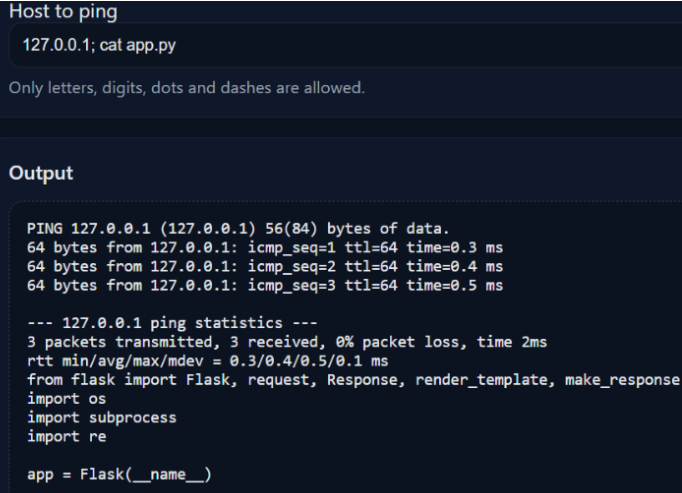 Host to ping
127.0.0.1; cat app.py
Only letters, digits, dots and dashes are allowed.
Output
PING 127.0.0.1 (127.0.0.1) 56(84) bytes of data.
64 bytes from 127.0.0.1: icmp_seq=1 ttl=64 time=0.3 ms
64 bytes from 127.0.0.1: icmp_seq=2 ttl=64 time=0.4 ms
64 bytes from 127.0.0.1: icmp_seq=3 ttl=64 time=0.5 ms
--- 127.0.0.1 ping statistics ---
3 packets transmitted, 3 received, 0% packet loss, time 2ms
rtt min/avg/max/mdev = 0.3/0.4/0.5/0.1 ms
from flask import Flask, request, Response, render_template, make_response
import os
import subprocess
import re
app = Flask(__name__)